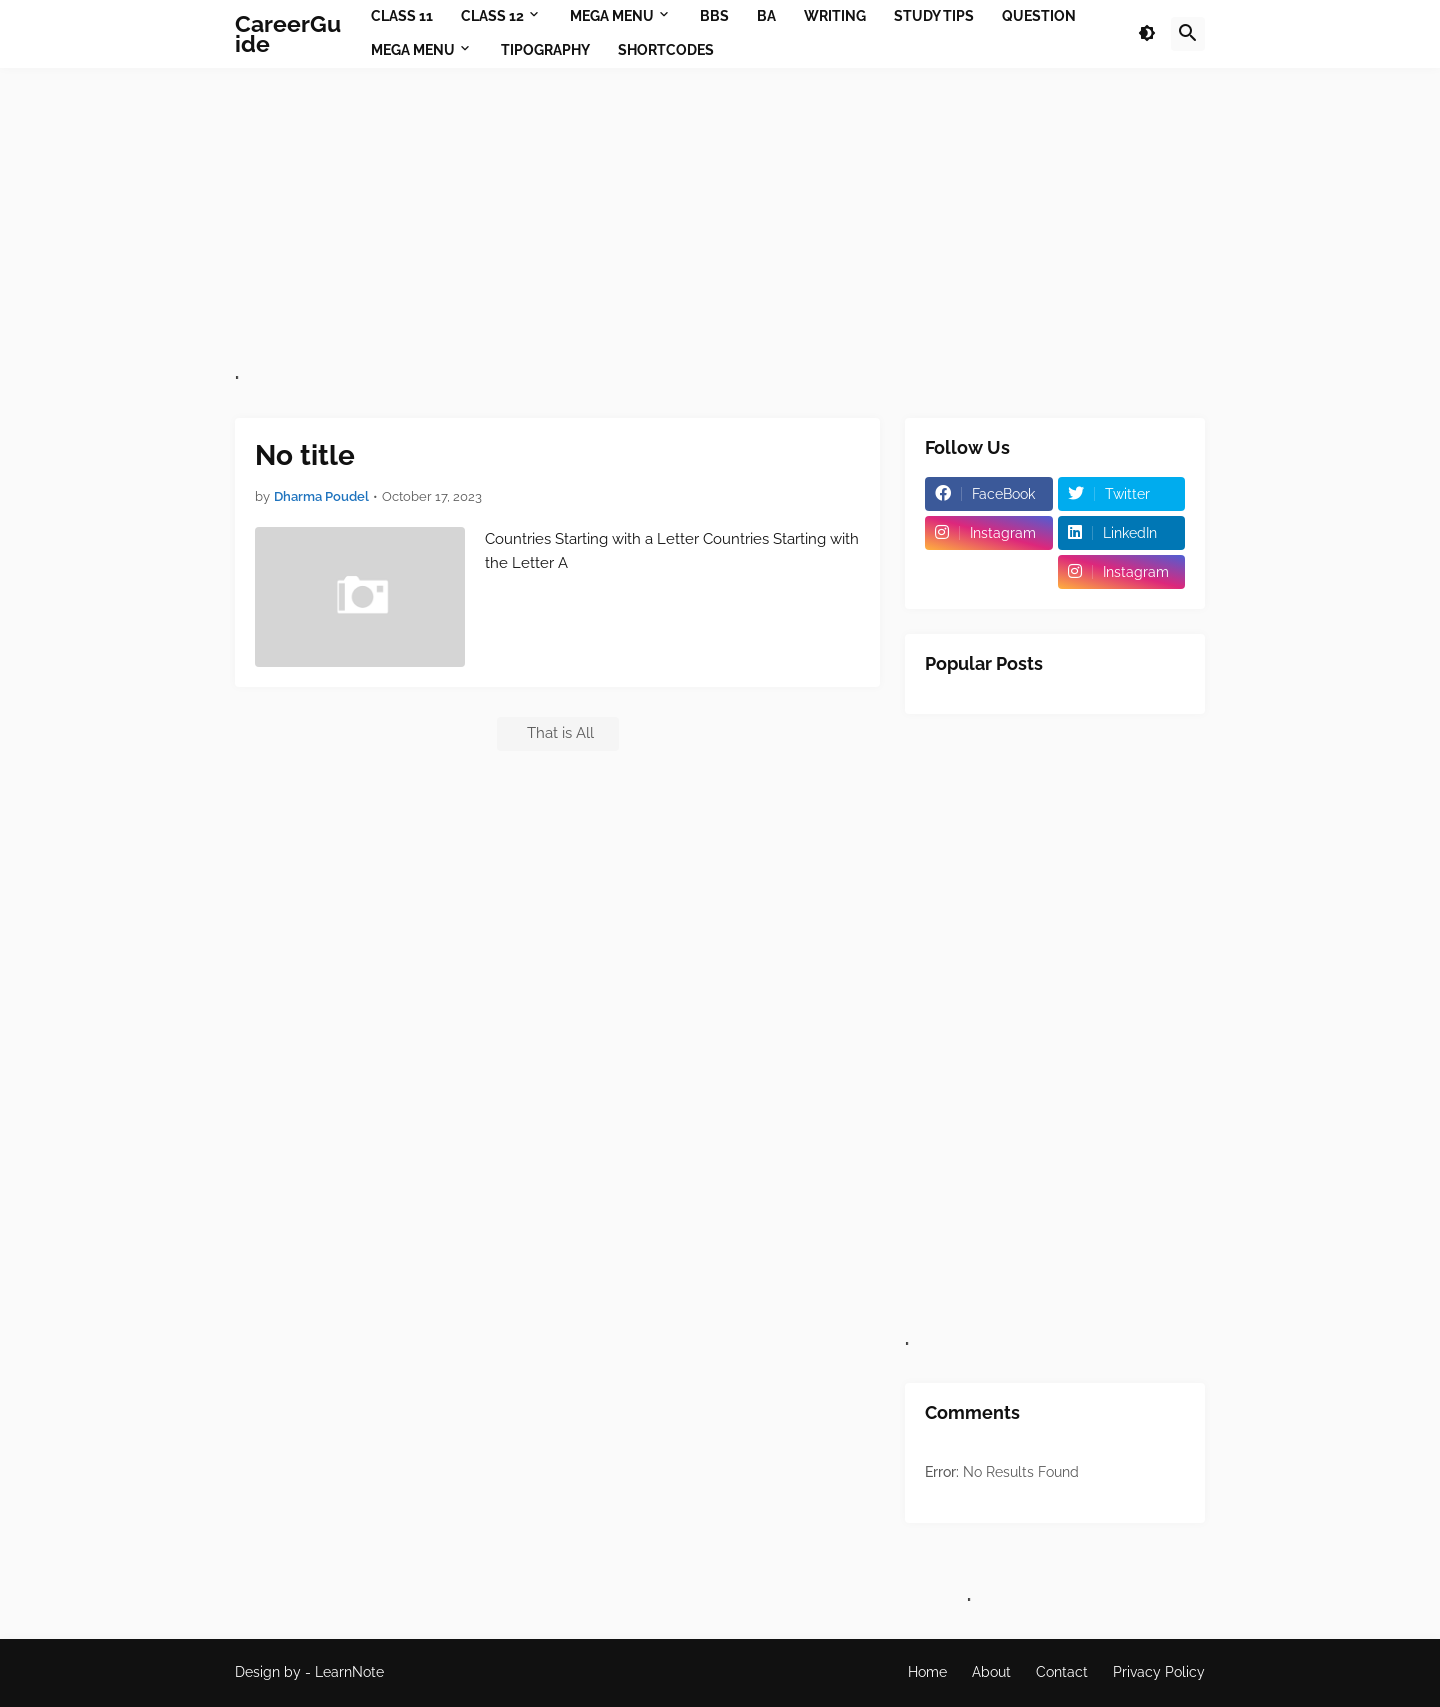 CareerGu
ide
CLASS 11 CLASS 12 MEGA MENU BBS BA WRITING STUDY TIPS QUESTION
MEGA MENU TIPOGRAPHY SHORTCODES
.
No title
by Dharma Poudel • October 17, 2023
Countries Starting with a Letter Countries Starting with
the Letter A
That is All
Follow Us
FaceBook Twitter
Instagram LinkedIn
Instagram
Popular Posts
.
Comments
Error: No Results Found
.
Design by - LearnNote Home About Contact Privacy Policy